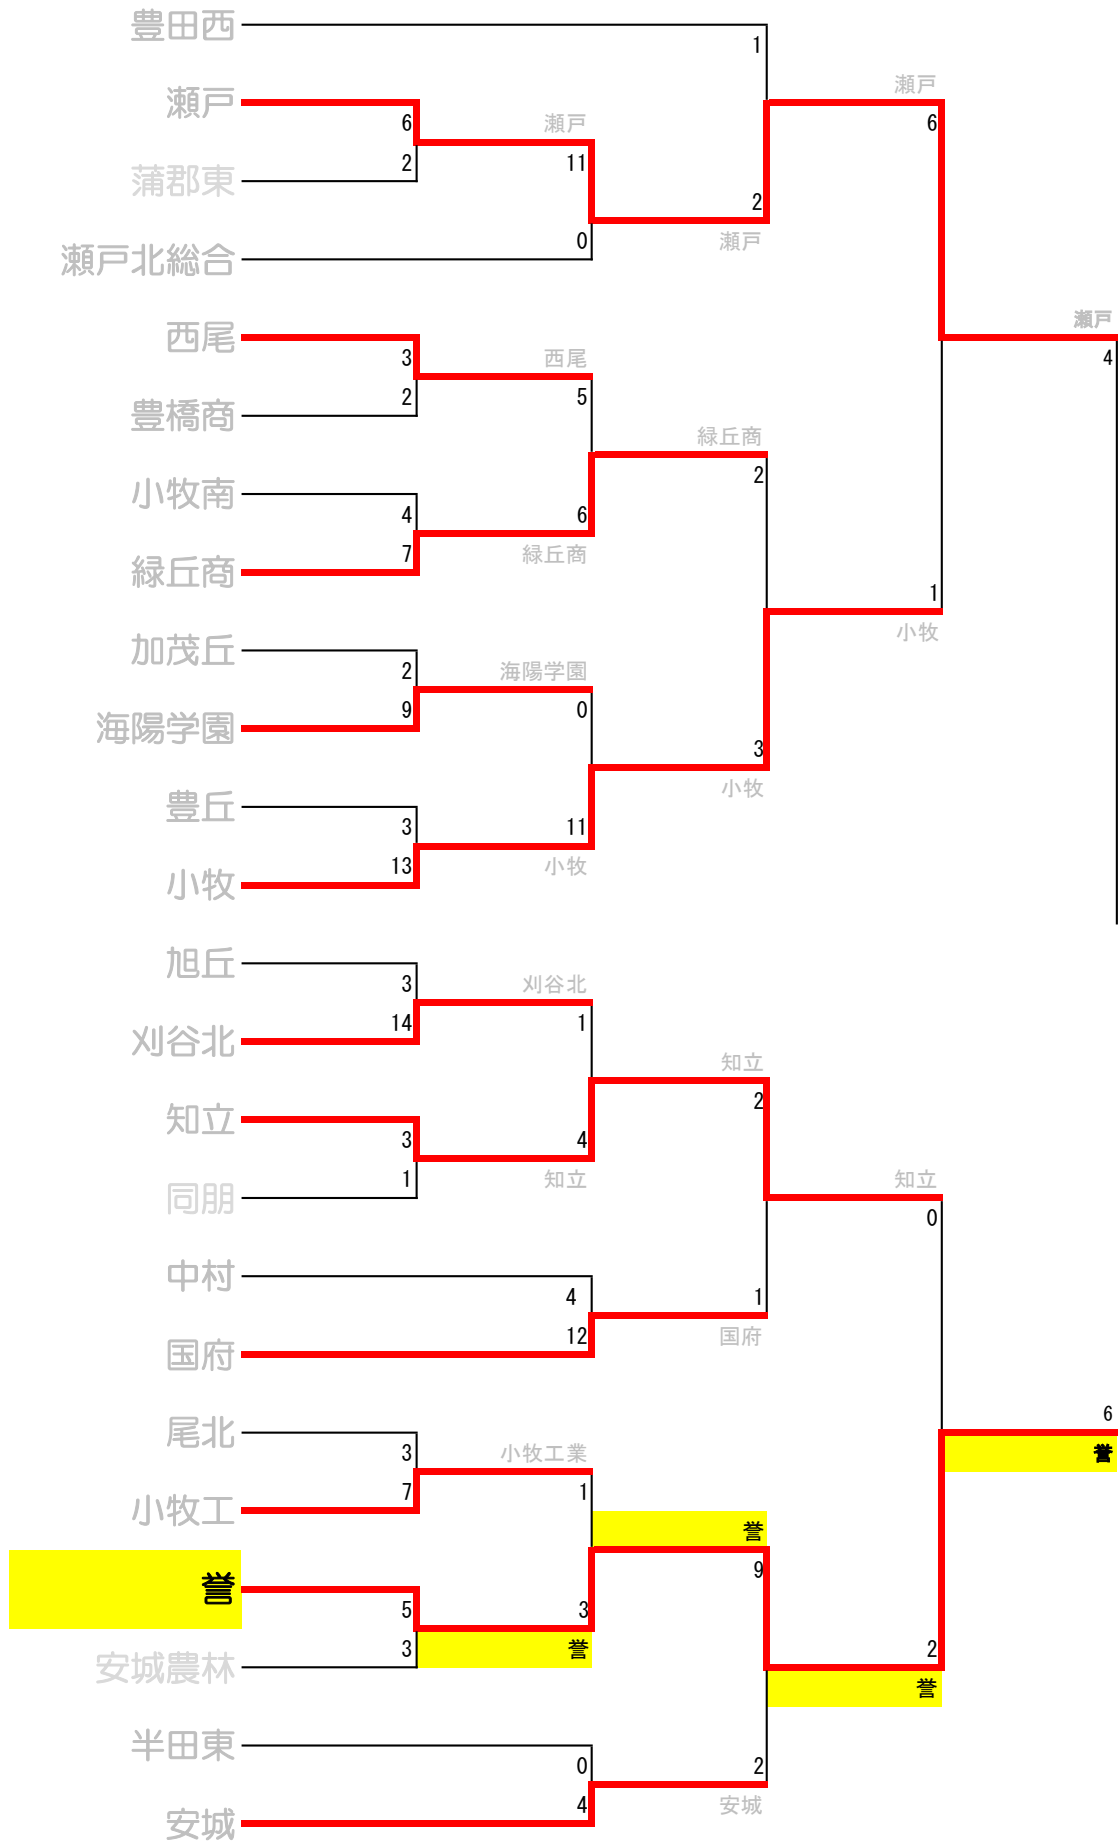 豊田西
1
瀬戸
瀬戸
6
瀬戸
6
2
11
蒲郡東
2
瀬戸
0
瀬戸北総合
瀬戸
西尾
3
西尾
4
2
5
豊橋商
緑丘商
2
小牧南
4
6
7
緑丘商
緑丘商
1
小牧
加茂丘
2
海陽学園
9
0
海陽学園
3
小牧
豊丘
3
11
13
小牧
小牧
旭丘
3
刈谷北
14
1
刈谷北
知立
2
知立
3
4
1
知立
知立
同朋
0
中村
4
1
12
国府
国府
6
尾北
3
小牧工業
誉
7
1
小牧工
誉
9
誉
5
3
3
誉
2
安城農林
誉
半田東
0
2
4
安城
安城